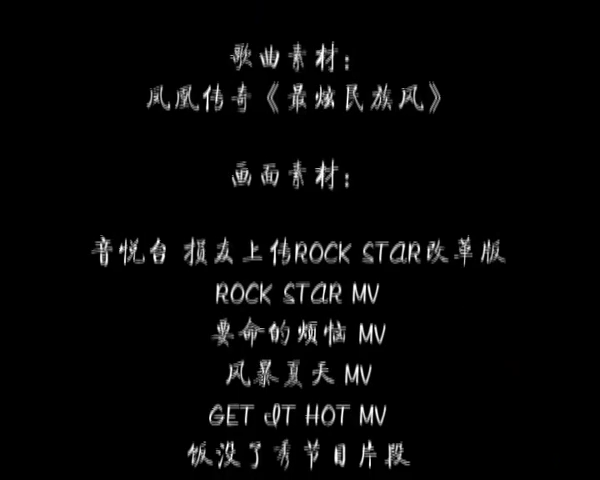 歌曲素材：
凤凰传奇《最炫民族风》
画面素材：
音悦台 损友上传ROCK STAR改革版
ROCK STAR MV
要命的烦恼 MV
风暴夏天 MV
GET IT HOT MV
饭没了秀节目片段